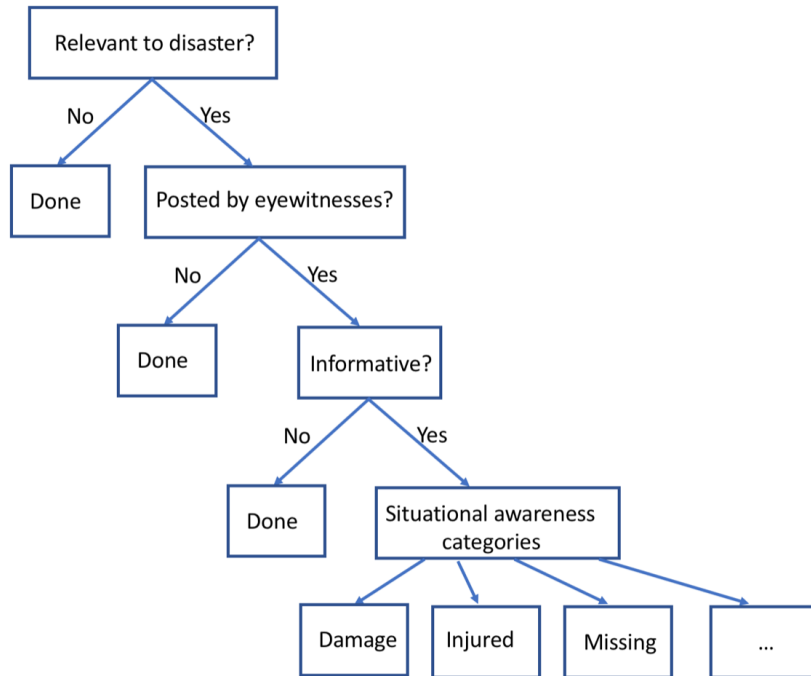 Relevant to disaster?
No
Yes
Done
Posted by eyewitnesses?
No
Yes
Done
Informative?
No
Yes
Done
Situational awareness
categories
Damage
Injured
Missing
...